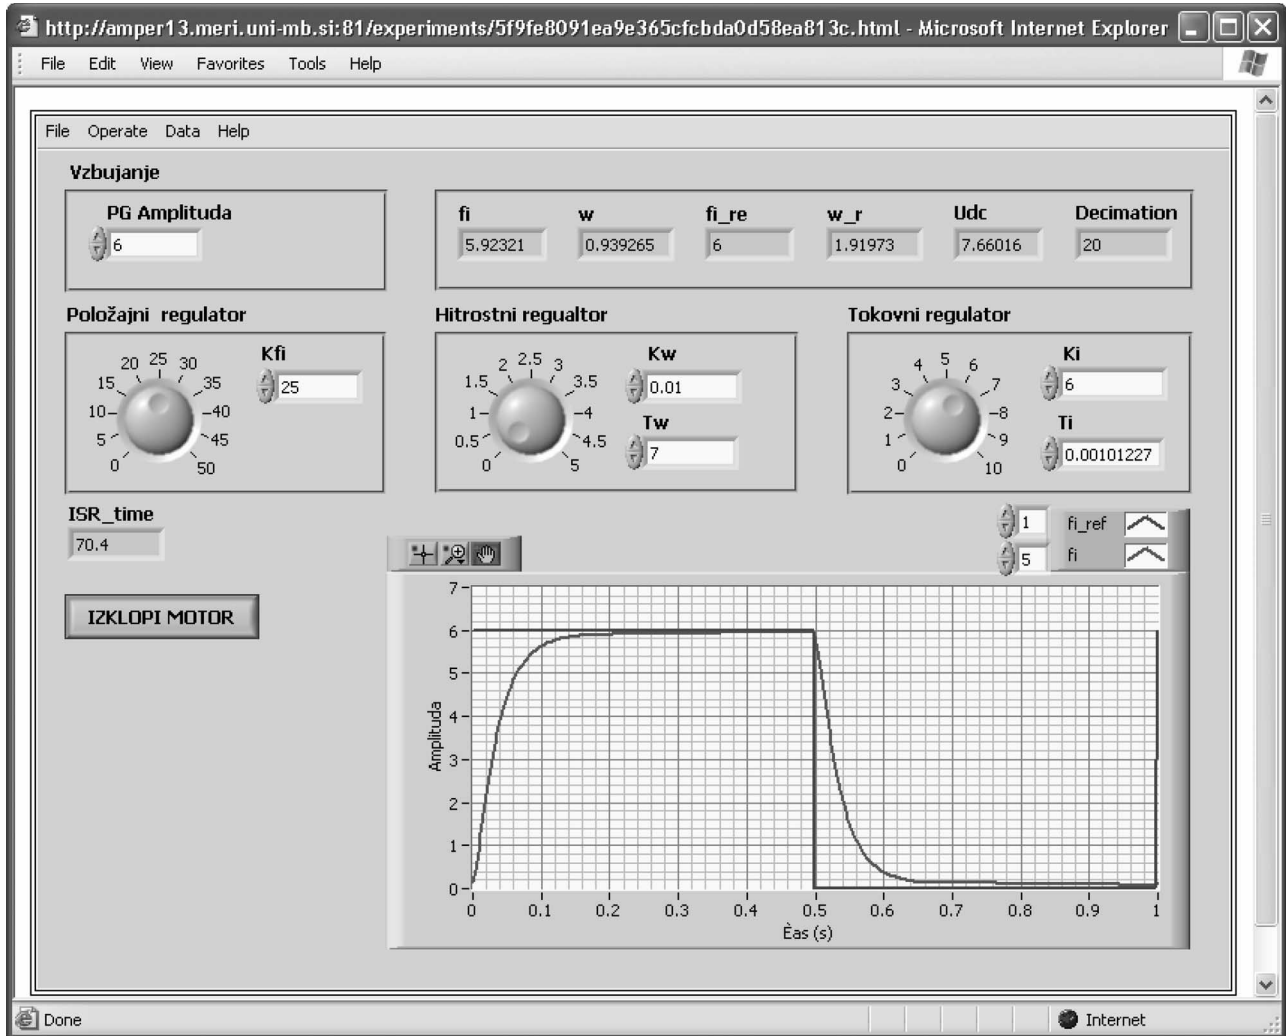 http://amper13.meri.uni-mb.si:81/experiments/5f9fe8091ea9e365cfcbda0d58ea813c.html - Microsoft Internet Explorer
File Edit View Favorites Tools Help
File Operate Data Help
Vzbujanje
PG Amplituda
6
fi w fi_re w_r Udc Decimation
5.92321 0.939265 6 1.91973 7.66016 20
Položajni regulator
Kfi
25
0 5 10 15 20 25 30 35 40 45 50
Hitrostni regualtor
Kw
0.01
Tw
7
0 0.5 1 1.5 2 2.5 3 3.5 4 4.5 5
Tokovni regulator
Ki
6
Ti
0.00101227
0 1 2 3 4 5 6 7 8 9 10
ISR_time
70.4
IZKLOPI MOTOR
1 fi_ref
5 fi
7
6
5
4
3
2
1
0
Amplituda
0 0.1 0.2 0.3 0.4 0.5 0.6 0.7 0.8 0.9 1
Èas (s)
Done Internet